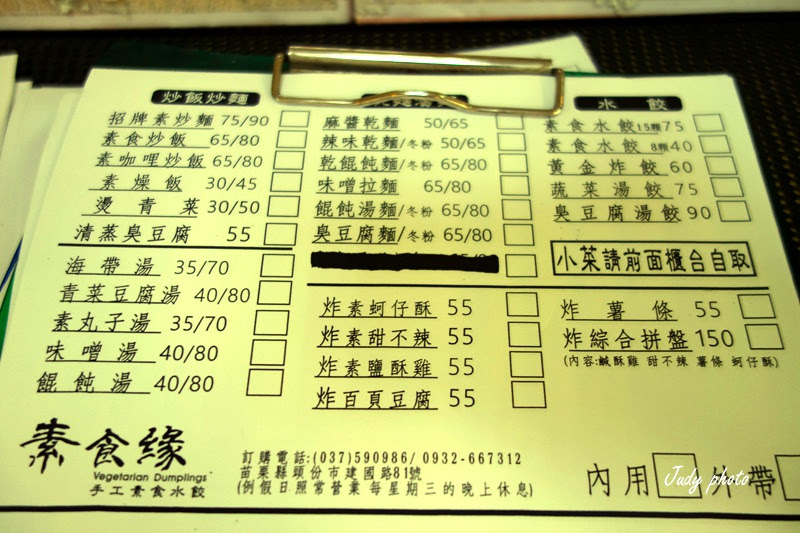 炒飯炒麵
招牌素炒麵 75/90
素食炒飯 65/80
素咖哩炒飯 65/80
素燥飯 30/45
燙青菜 30/50
清蒸臭豆腐 55
海帶湯 35/70
青菜豆腐湯 40/80
素丸子湯 35/70
味噌湯 40/80
餛飩湯 40/80
麻醬乾麵 50/65
辣味乾麵/冬粉 50/65
乾餛飩麵/冬粉 65/80
味噌拉麵 65/80
餛飩湯麵/冬粉 65/80
臭豆腐麵/冬粉 65/80
炸素蚵仔酥 55
炸素甜不辣 55
炸素鹽酥雞 55
炸百頁豆腐 55
水餃
素食水餃15顆75
素食水餃 8顆40
黃金炸餃 60
蔬菜湯餃 75
臭豆腐湯餃 90
小菜請前面櫃台自取
炸薯條 55
炸綜合拼盤 150
(內容:鹹酥雞 甜不辣 薯條 蚵仔酥)
素食緣
Vegetarian Dumplings
手工素食水餃
訂購電話:(037)590986/ 0932-667312
苗栗縣頭份市建國路81號
(例假日照常營業 每星期三的晚上休息)
內用 外帶
Judy photo